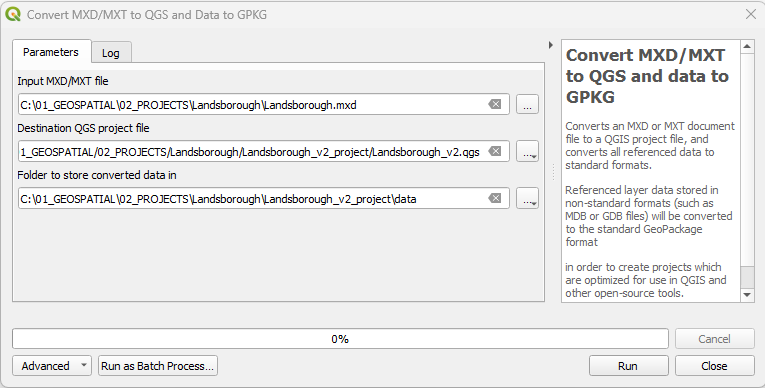 Convert MXD/MXT to QGS and Data to GPKG
Parameters
Log
Input MXD/MXT file
C:\01_GEOSPATIAL\02_PROJECTS\Landsborough\Landsborough.mxd
...
Destination QGS project file
1_GEOSPATIAL/02_PROJECTS/Landsborough/Landsborough_v2_project/Landsborough_v2.qgs
...
Folder to store converted data in
C:\01_GEOSPATIAL\02_PROJECTS\Landsborough\Landsborough_v2_project\data
...
Convert MXD/MXT
to QGS and data to
GPKG
Converts an MXD or MXT document
file to a QGIS project file, and
converts all referenced data to
standard formats.
Referenced layer data stored in
non-standard formats (such as
MDB or GDB files) will be converted
to the standard GeoPackage
format
in order to create projects which
are optimized for use in QGIS and
other open-source tools.
0%
Cancel
Advanced
Run as Batch Process...
Run
Close